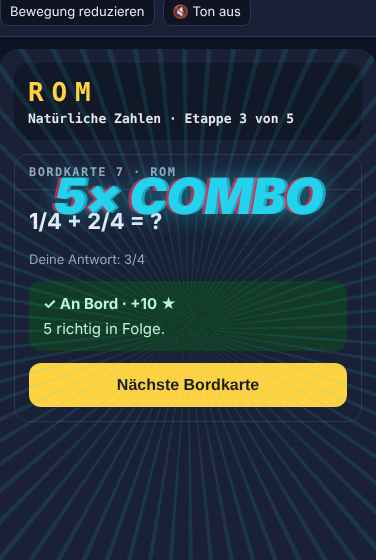 Bewegung reduzieren
🔇 Ton aus
ROM
Natürliche Zahlen · Etappe 3 von 5
BORDKARTE 7 · ROM
5x COMBO
1/4 + 2/4 = ?
Deine Antwort: 3/4
✓ An Bord · +10 ★
5 richtig in Folge.
Nächste Bordkarte